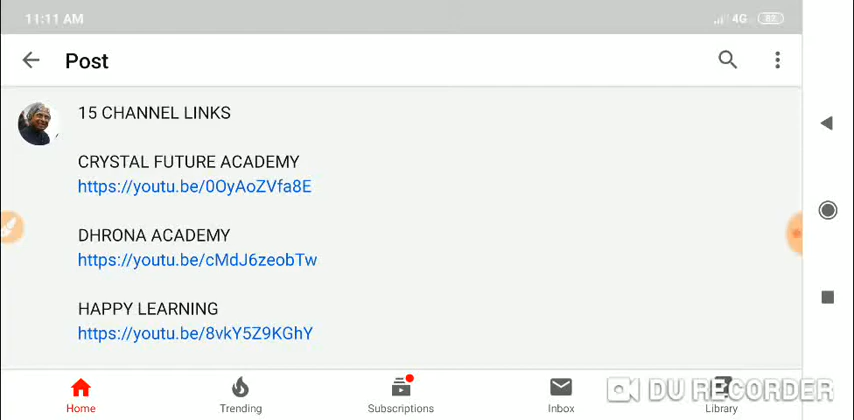 11:11 AM
4G
Post
15 CHANNEL LINKS
CRYSTAL FUTURE ACADEMY
https://youtu.be/0OyAoZVfa8E
DHRONA ACADEMY
https://youtu.be/cMdJ6zeobTw
HAPPY LEARNING
https://youtu.be/8vkY5Z9KGhY
Home
Trending
Subscriptions
Inbox
Library
DU RECORDER